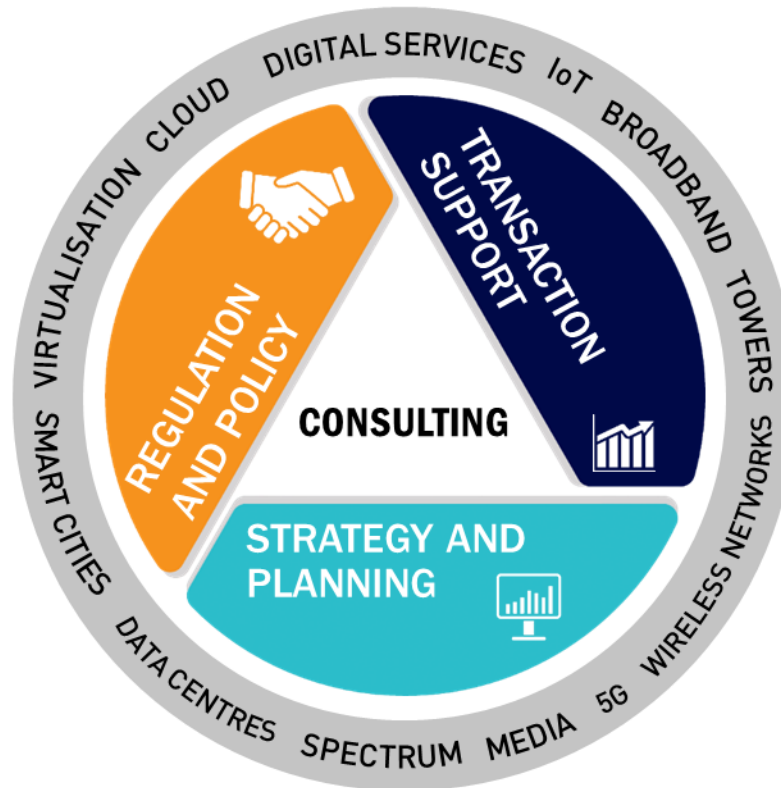 DIGITAL SERVICES
IoT
BROADBAND
TOWERS
WIRELESS NETWORKS
5G
MEDIA
SPECTRUM
DATA CENTRES
SMART CITIES
VIRTUALISATION
CLOUD
TRANSACTION
SUPPORT
REGULATION
AND POLICY
CONSULTING
STRATEGY AND
PLANNING